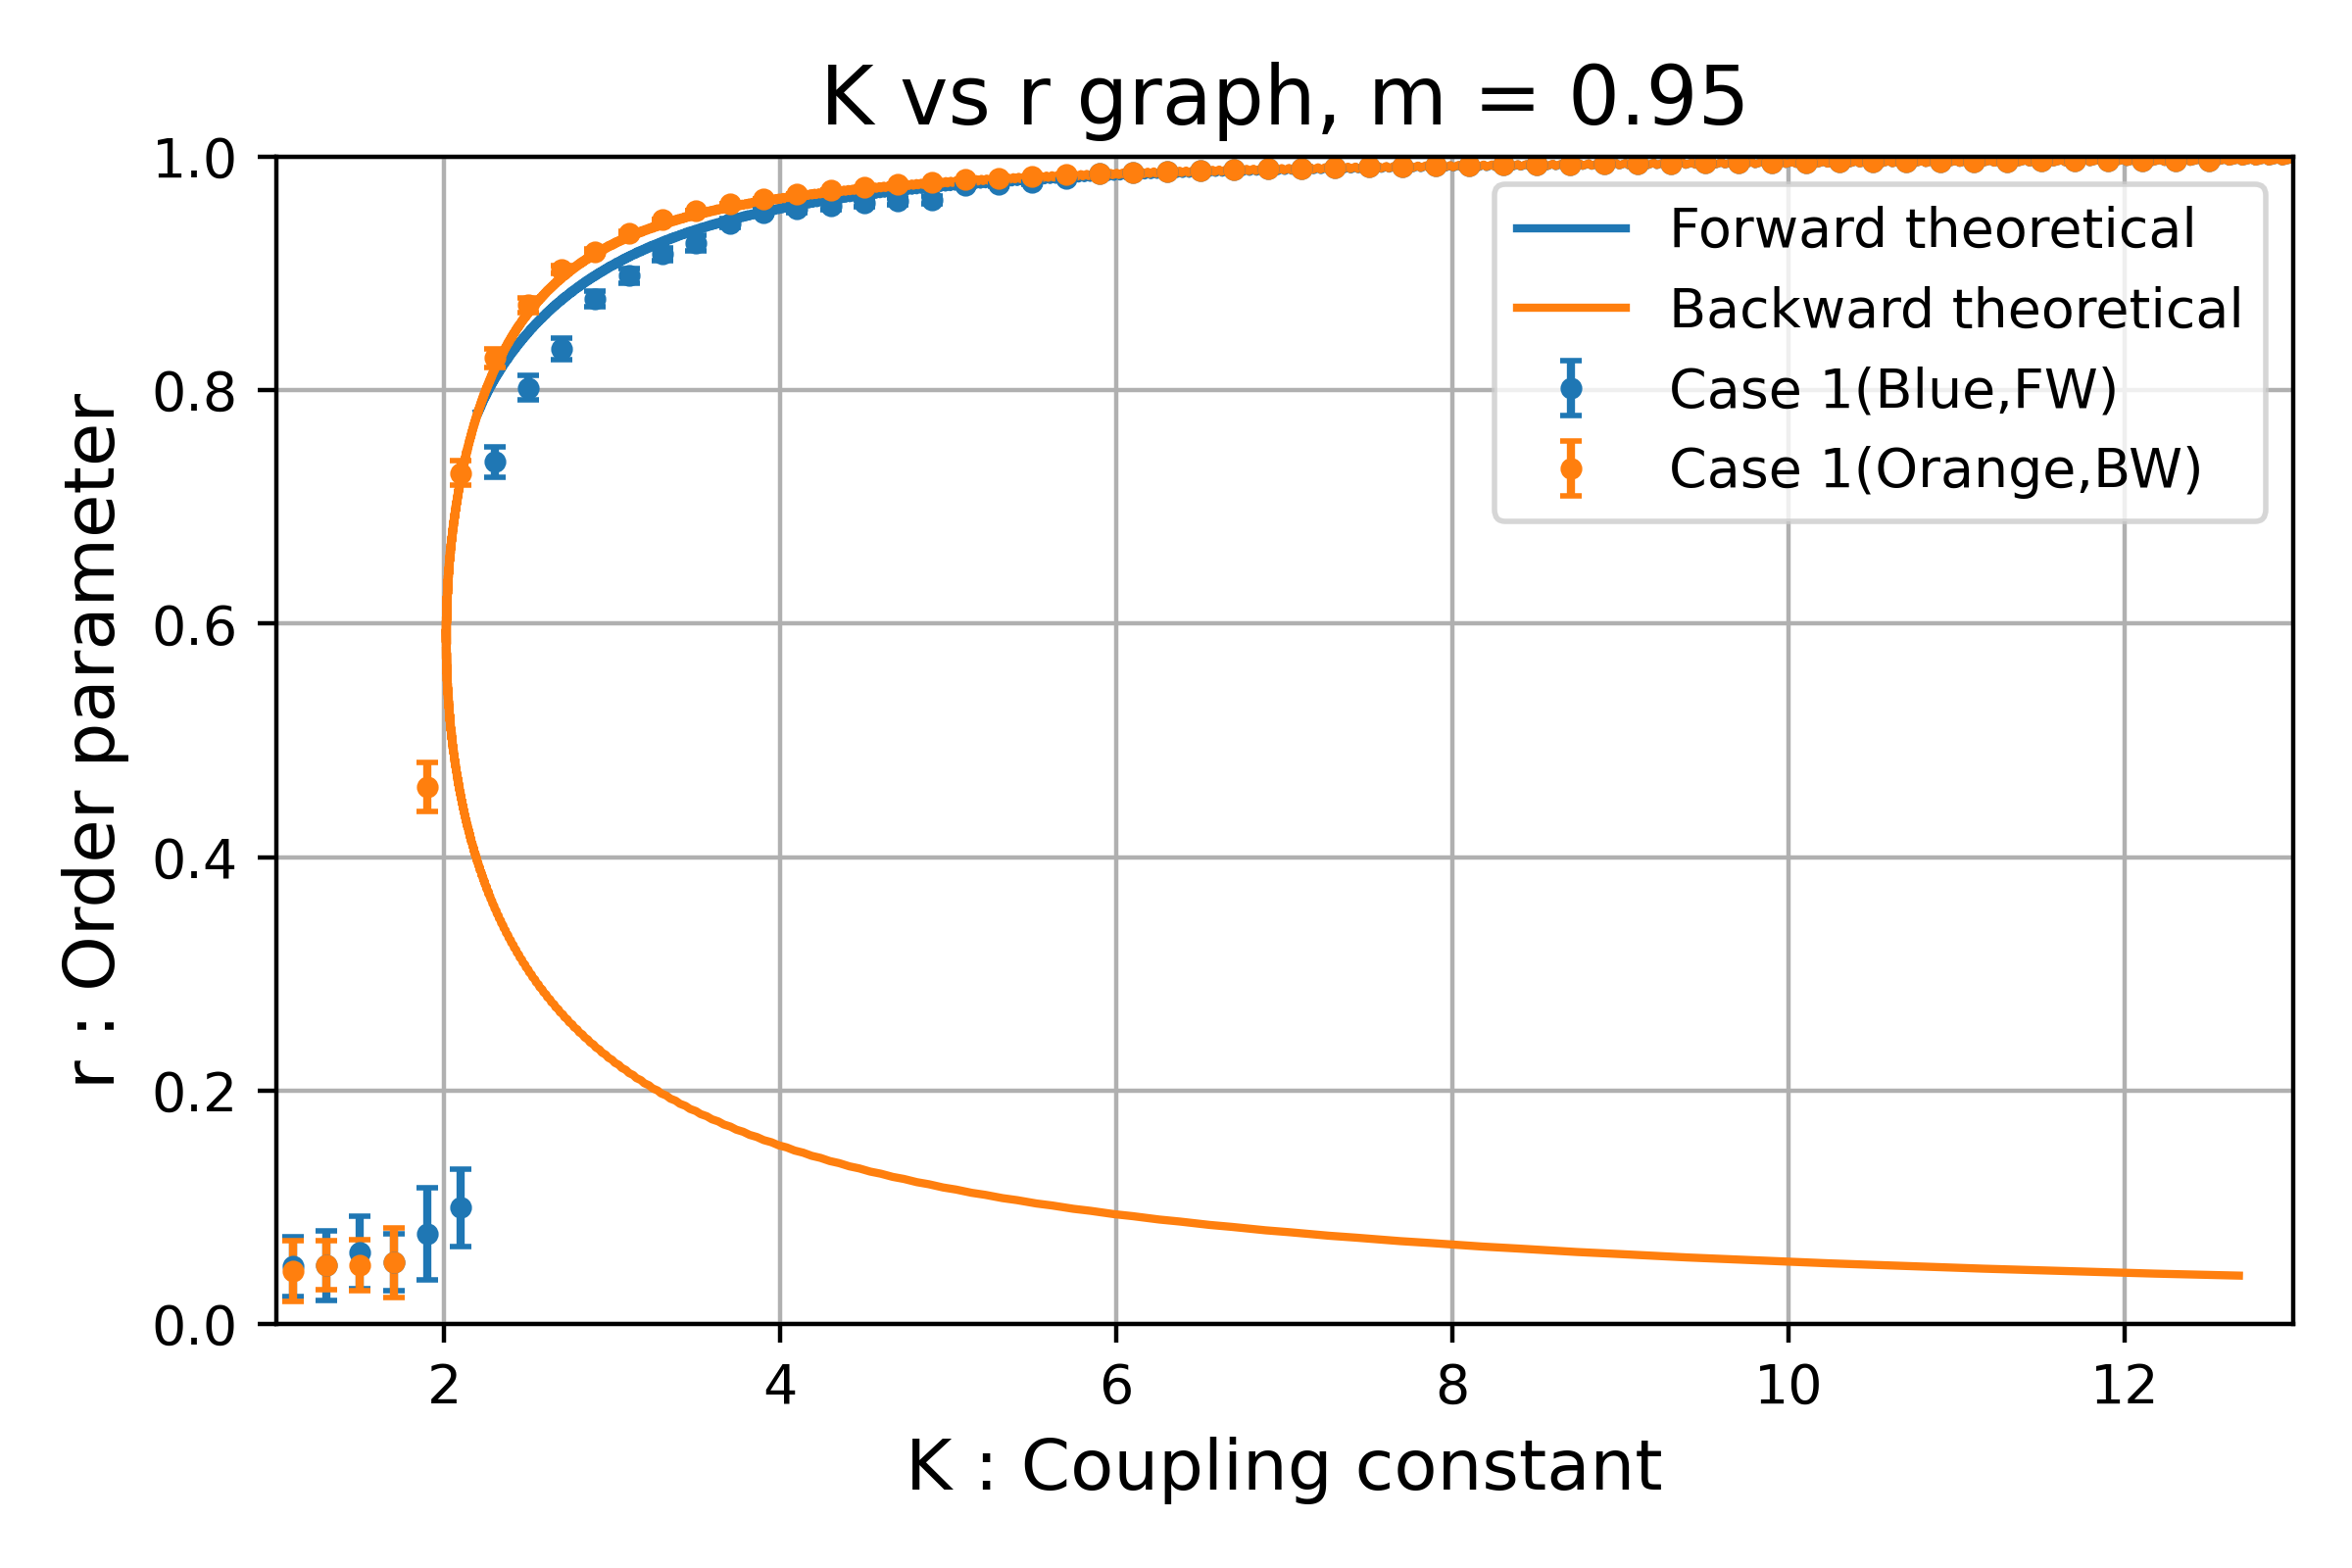 K vs r graph, m = 0.95
1.0
0.8
0.6
0.4
0.2
0.0
r : Order parameter
Forward theoretical
Backward theoretical
Case 1(Blue,FW)
Case 1(Orange,BW)
2 4 6 8 10 12
K : Coupling constant